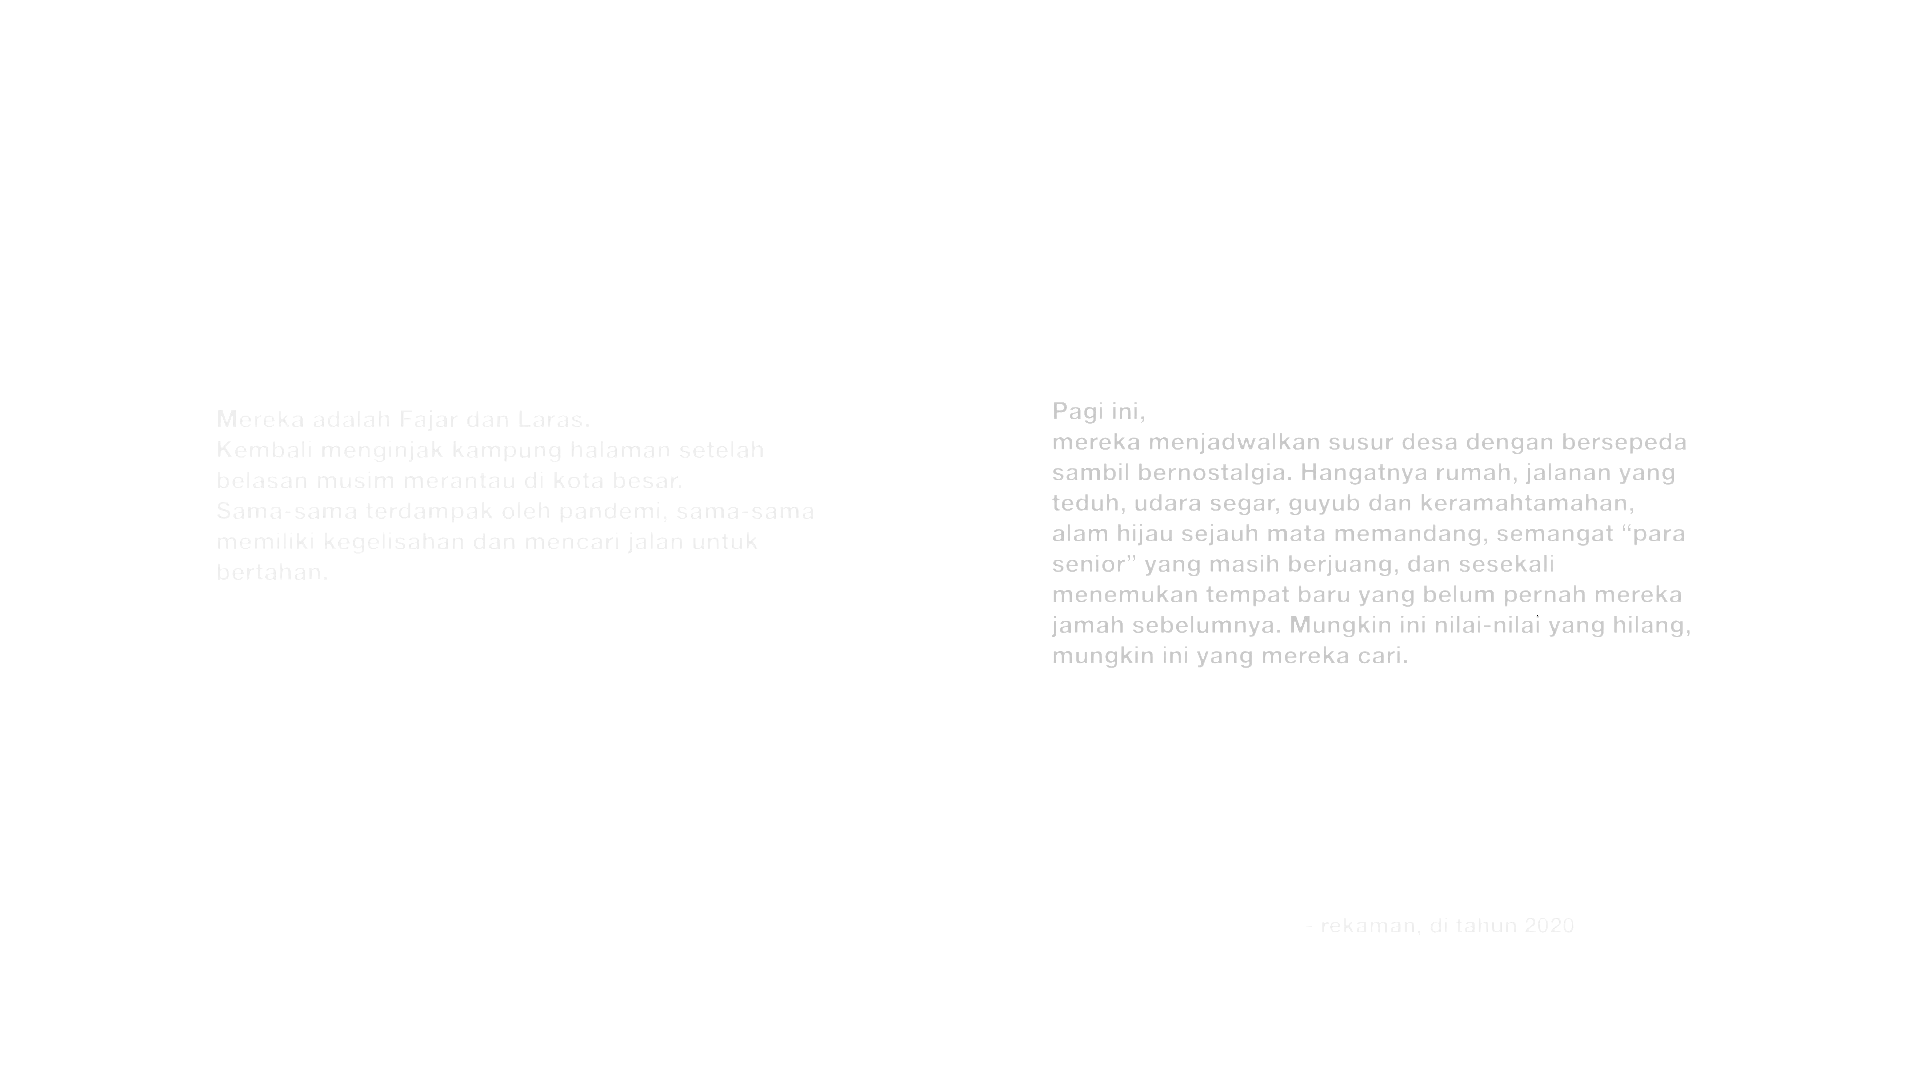 Mereka adalah Fajar dan Laras.
Kembali menginjak kampung halaman setelah
belasan musim merantau di kota besar.
Sama-sama terdampak oleh pandemi, sama-sama
memiliki kegelisahan dan mencari jalan untuk
bertahan.
Pagi ini,
mereka menjadwalkan susur desa dengan bersepeda
sambil bernostalgia. Hangatnya rumah, jalanan yang
teduh, udara segar, guyub dan keramahtamahan,
alam hijau sejauh mata memandang, semangat “para
senior” yang masih berjuang, dan sesekali
menemukan tempat baru yang belum pernah mereka
jamah sebelumnya. Mungkin ini nilai-nilai yang hilang,
mungkin ini yang mereka cari.
- rekaman, di tahun 2020